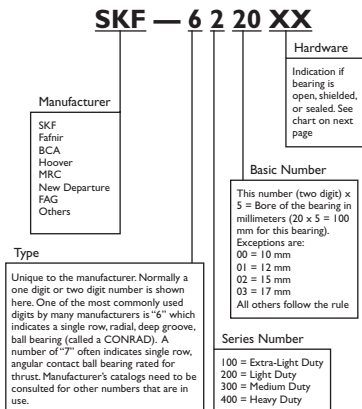 SKF — 6 2 20 XX
Hardware
Indication if
bearing is
open, shielded,
or sealed. See
chart on next
page
Manufacturer
SKF
Fafnir
BCA
Hoover
MRC
New Departure
FAG
Others
Basic Number
This number (two digit) x
5 = Bore of the bearing in
millimeters (20 x 5 = 100
mm for this bearing).
Exceptions are:
00 = 10 mm
01 = 12 mm
02 = 15 mm
03 = 17 mm
All others follow the rule
Type
Unique to the manufacturer. Normally a
one digit or two digit number is shown
here. One of the most commonly used
digits by many manufacturers is "6" which
indicates a single row, radial, deep groove,
ball bearing (called a CONRAD). A
number of "7" often indicates single row,
angular contact ball bearing rated for
thrust. Manufacturer's catalogs need to be
consulted for other numbers that are in
use.
Series Number
100 = Extra-Light Duty
200 = Light Duty
300 = Medium Duty
400 = Heavy Duty